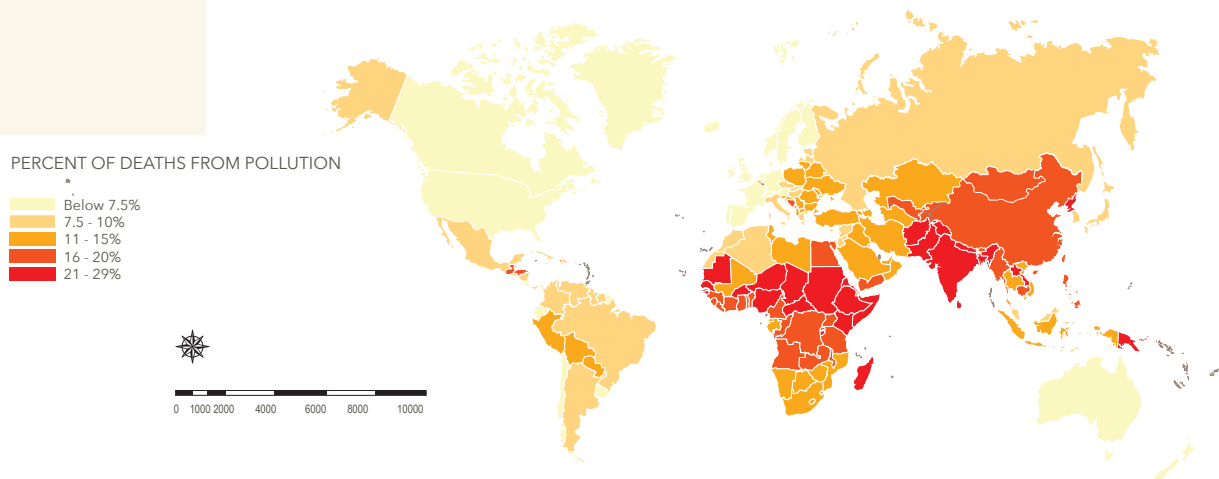 PERCENT OF DEATHS FROM POLLUTION
Below 7.5%
7.5 - 10%
11 - 15%
16 - 20%
21 - 29%
0 1000 2000 4000 6000 8000 10000